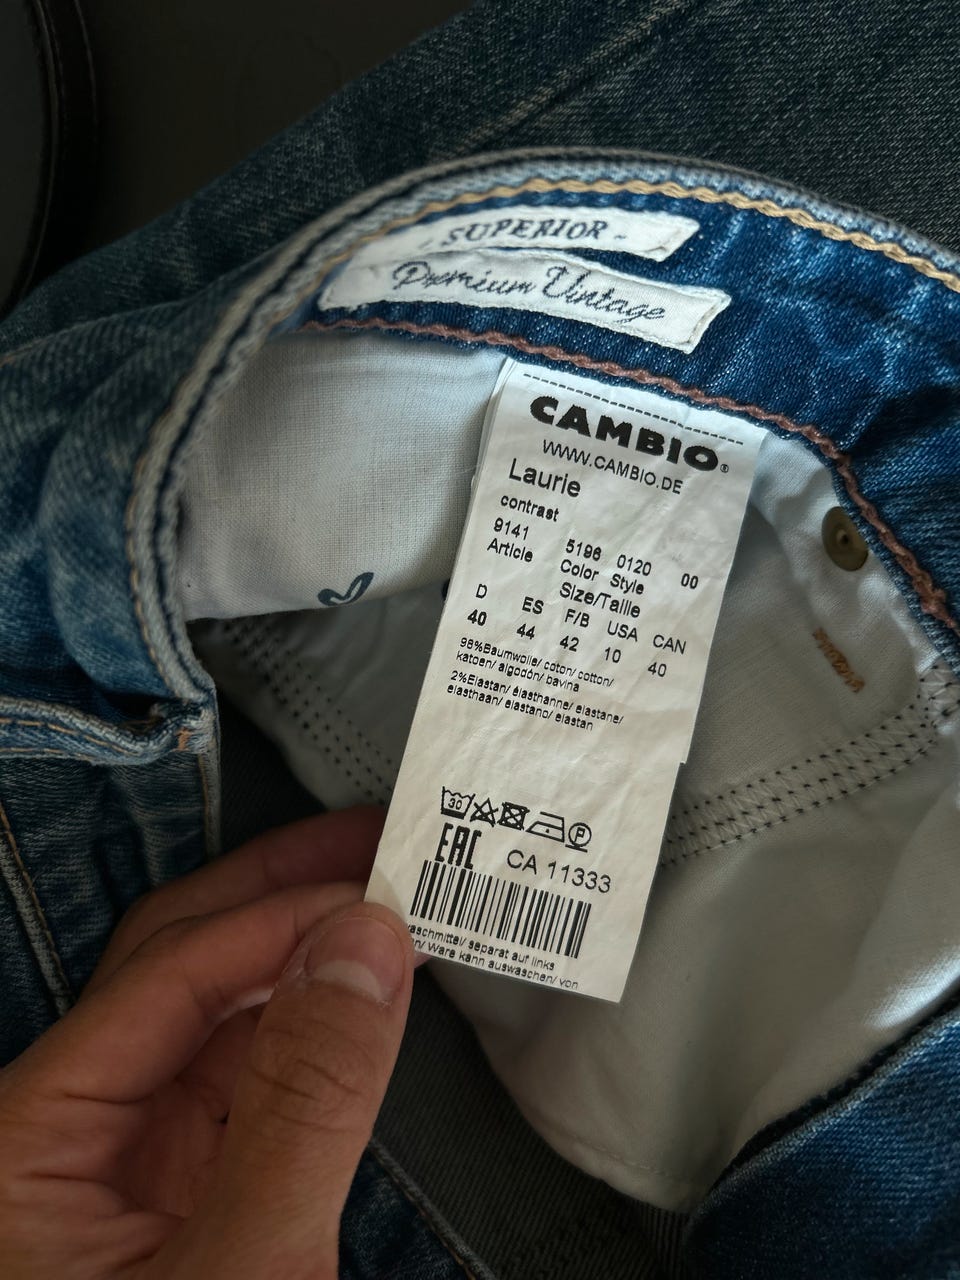 - SUPERIOR -
Premium Vintage
CAMBIO®
WWW.CAMBIO.DE
Laurie
contrast
9141 5196 0120 00
Article Color Style
Size/Taille
D ES F/B USA CAN
40 44 42 10 40
98%Baumwolle/ coton/ cotton/
katoen/ algodón/ bavlna
2%Elastan/ élasthanne/ elastane/
elasthaan/ elastano/ elastan
30 P
EAC CA 11333
waschmittel/ separat auf links
Ware kann auswaschen/ von